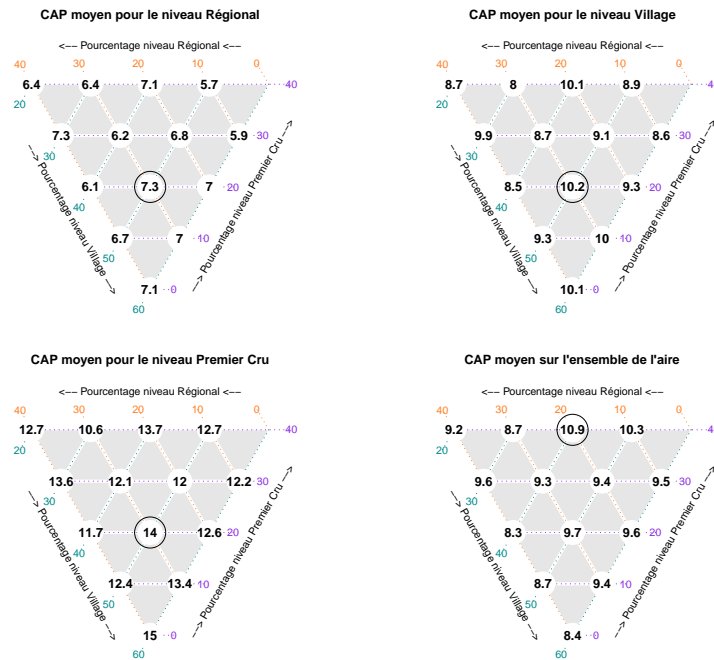 CAP moyen pour le niveau Régional
<−− Pourcentage niveau Régional <−−
40 30 20 10 0
6.4 6.4 7.1 5.7 40
20
7.3 6.2 6.8 5.9 30
30
6.1 7.3 7 20
40
6.7 7 10
50
7.1 0
60
−−> Pourcentage niveau Village −−>
−−> Pourcentage niveau Premier Cru −−>
CAP moyen pour le niveau Village
<−− Pourcentage niveau Régional <−−
40 30 20 10 0
8.7 8 10.1 8.9 4
20
9.9 8.7 9.1 8.6 30
30
8.5 10.2 9.3 20
40
9.3 10 10
50
10.1 0
60
−−> Pourcentage niveau Village −−>
−−> Pourcentage niveau Premier Cru −−>
CAP moyen pour le niveau Premier Cru
<−− Pourcentage niveau Régional <−−
40 30 20 10 0
12.7 10.6 13.7 12.7 40
20
13.6 12.1 12 12.2 30
30
11.7 14 12.6 20
40
12.4 13.4 10
50
15 0
60
−−> Pourcentage niveau Village −−>
−−> Pourcentage niveau Premier Cru −−>
CAP moyen sur l'ensemble de l'aire
<−− Pourcentage niveau Régional <−−
40 30 20 10 0
9.2 8.7 10.9 10.3 4
20
9.6 9.3 9.4 9.5 30
30
8.3 9.7 9.6 20
40
8.7 9.4 10
50
8.4 0
60
−−> Pourcentage niveau Village −−>
−−> Pourcentage niveau Premier Cru −−>